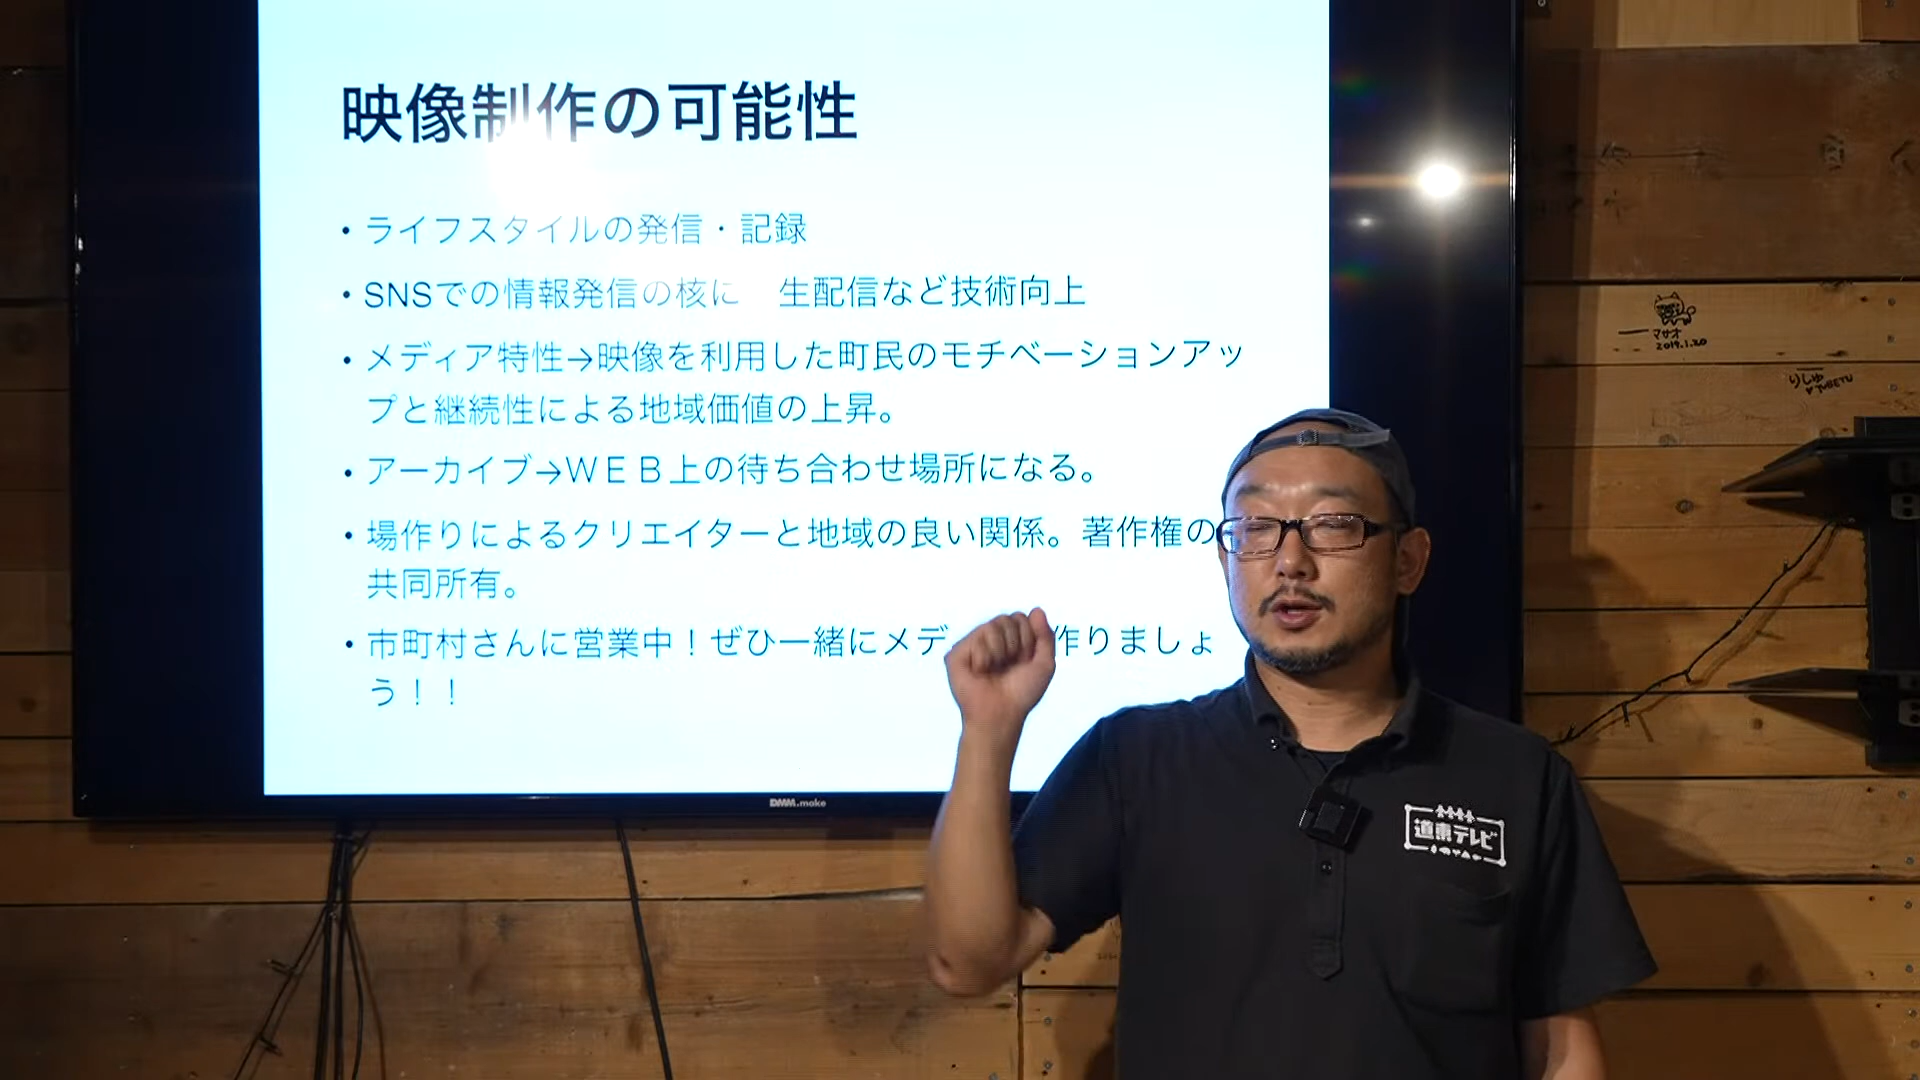 映像制作の可能性
・ライフスタイルの発信・記録
・SNSでの情報発信の核に　生配信など技術向上
・メディア特性→映像を利用した町民のモチベーションアッ
プと継続性による地域価値の上昇。
・アーカイブ→ＷＥＢ上の待ち合わせ場所になる。
・場作りによるクリエイターと地域の良い関係。著作権の
共同所有。
・市町村さんに営業中！ぜひ一緒にメデ 作りましょ
う！！
DMM.make
道東テレビ
マサオ
2019.1.20
りしゅ